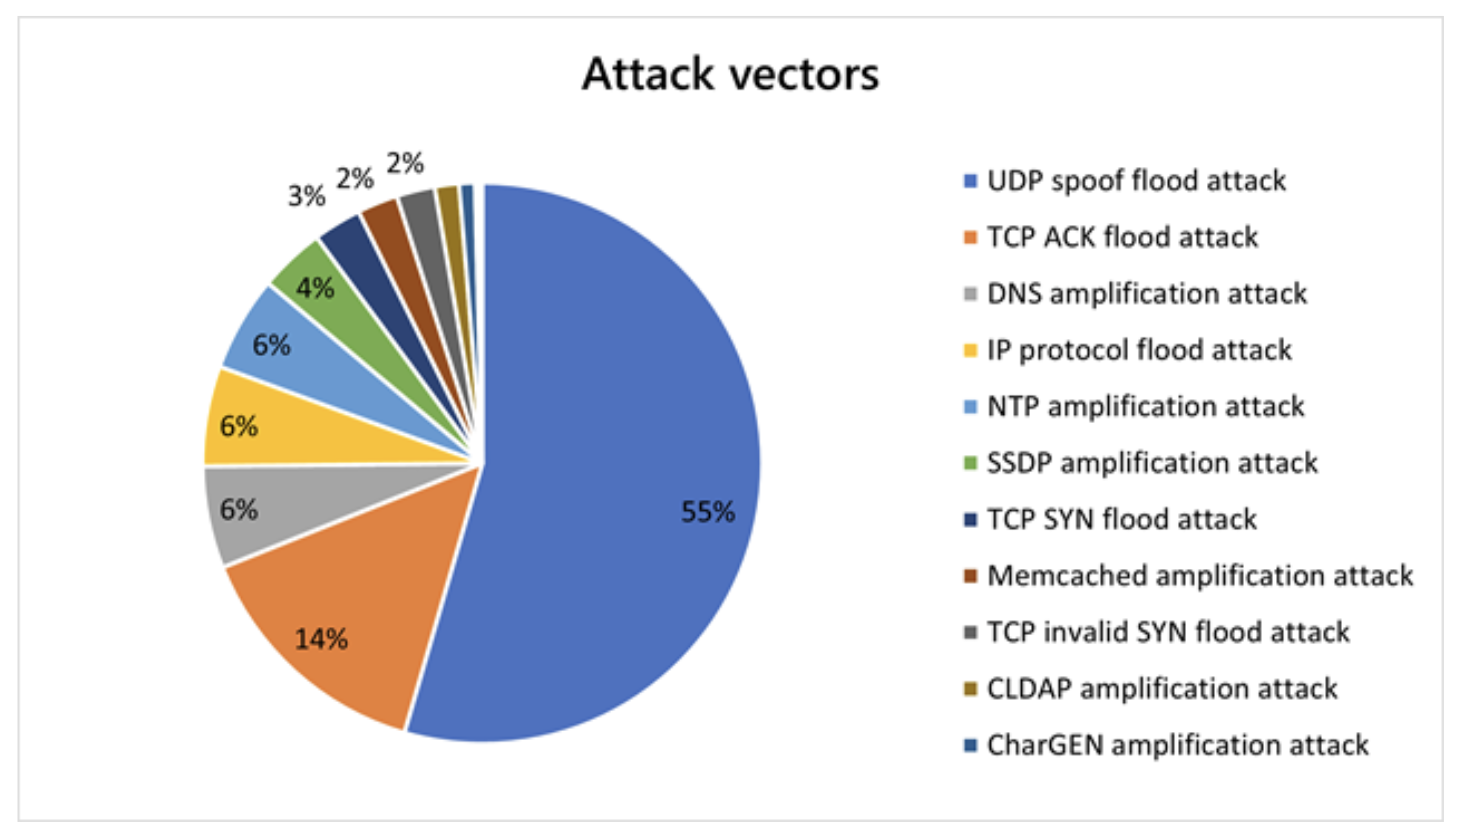 Attack vectors
2%
2%
3%
4%
6%
6%
6%
14%
55%
UDP spoof flood attack
TCP ACK flood attack
DNS amplification attack
IP protocol flood attack
NTP amplification attack
SSDP amplification attack
TCP SYN flood attack
Memcached amplification attack
TCP invalid SYN flood attack
CLDAP amplification attack
CharGEN amplification attack